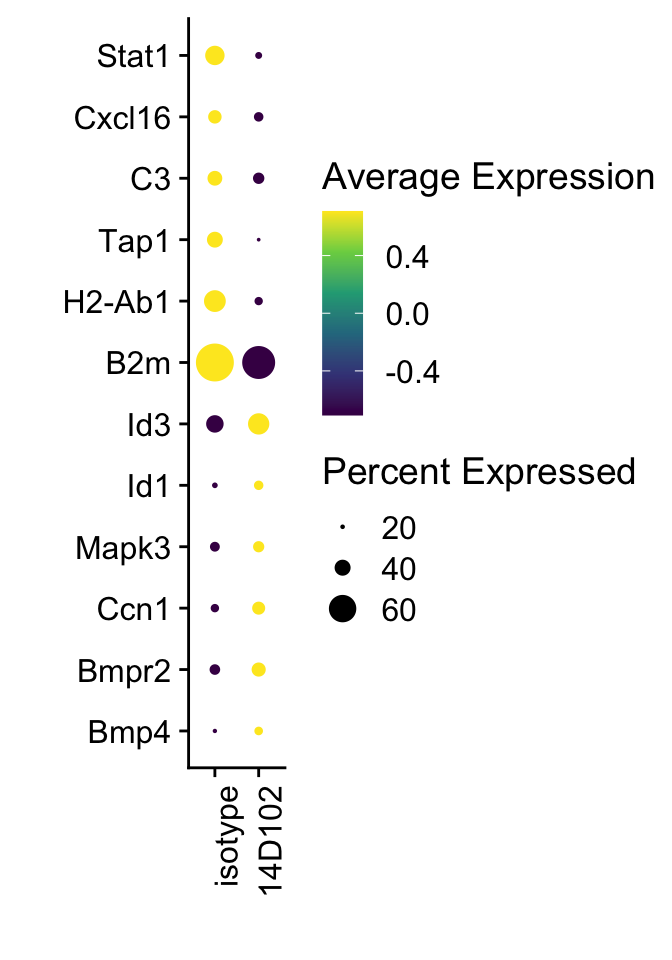 Stat1
Cxcl16
C3
Tap1
H2-Ab1
B2m
Id3
Id1
Mapk3
Ccn1
Bmpr2
Bmp4
isotype
14D102
Average Expression
0.4
0.0
-0.4
Percent Expressed
20
40
60